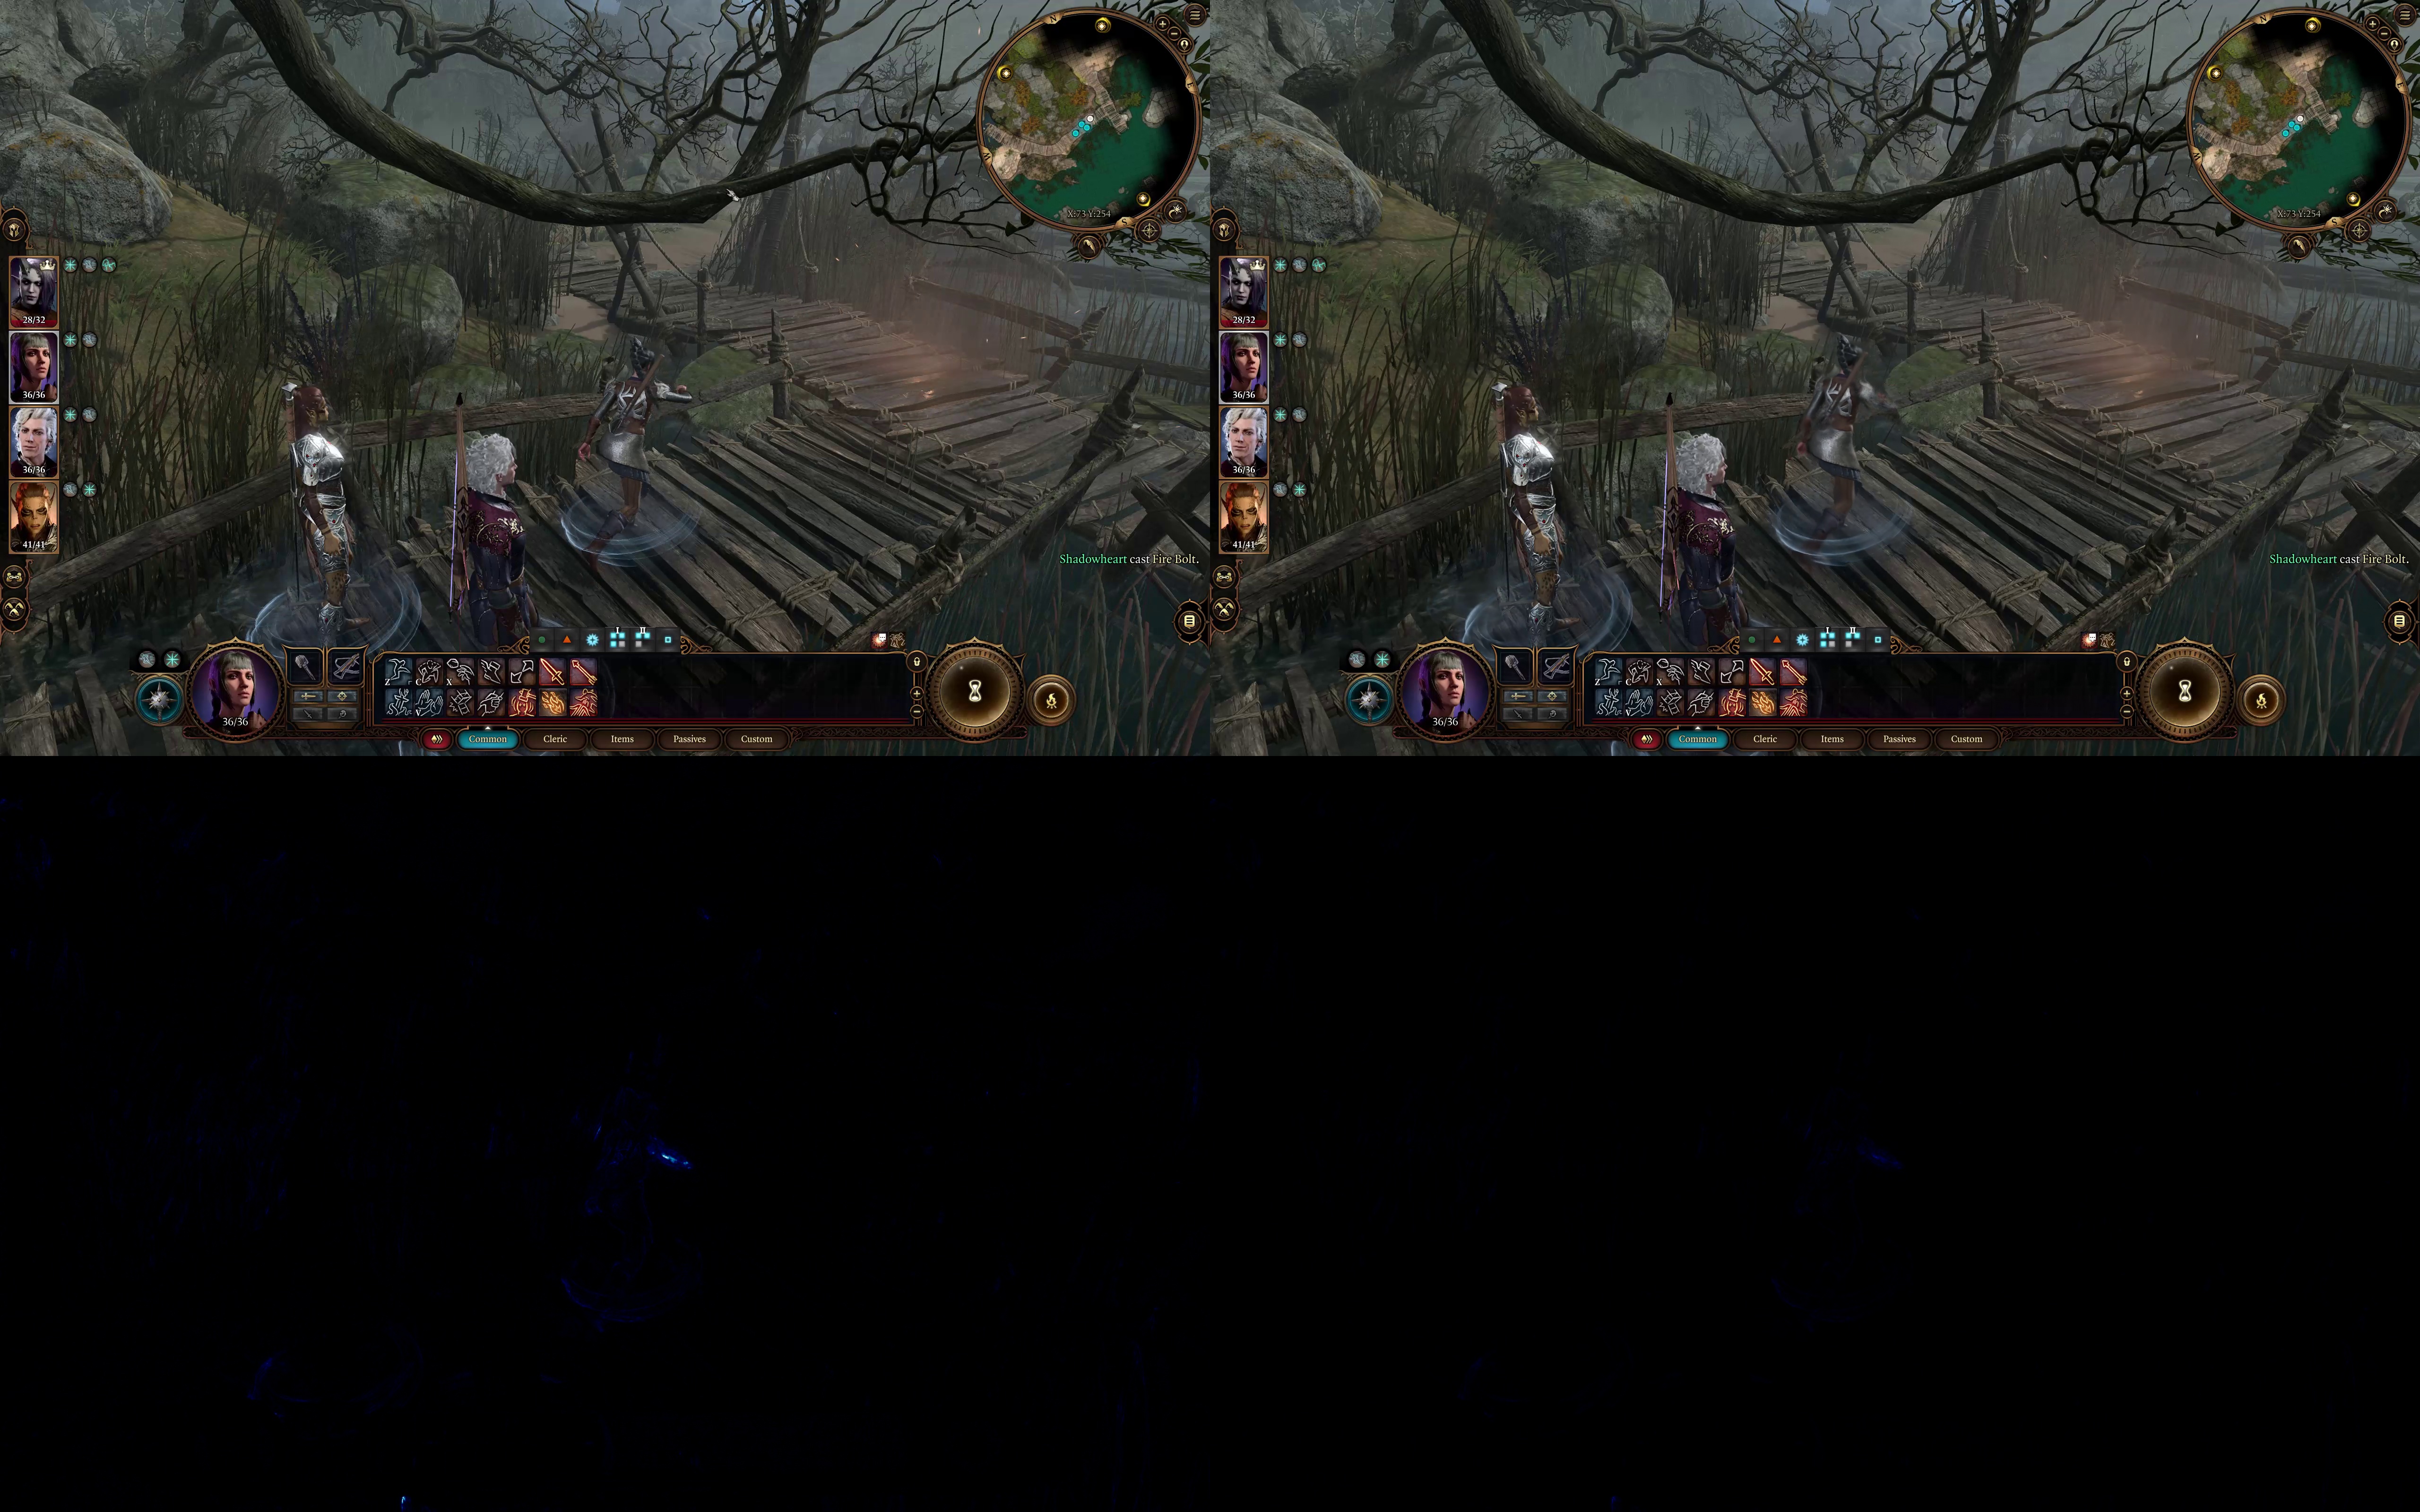 X:73 Y:254
28/32
36/36
36/36
41/41
Shadowheart cast Fire Bolt.
I II
Z C X
V
36/36
Common Cleric Items Passives Custom
X:73 Y:254
28/32
36/36
36/36
41/41
Shadowheart cast Fire Bolt.
I II
Z C X
V
36/36
Common Cleric Items Passives Custom